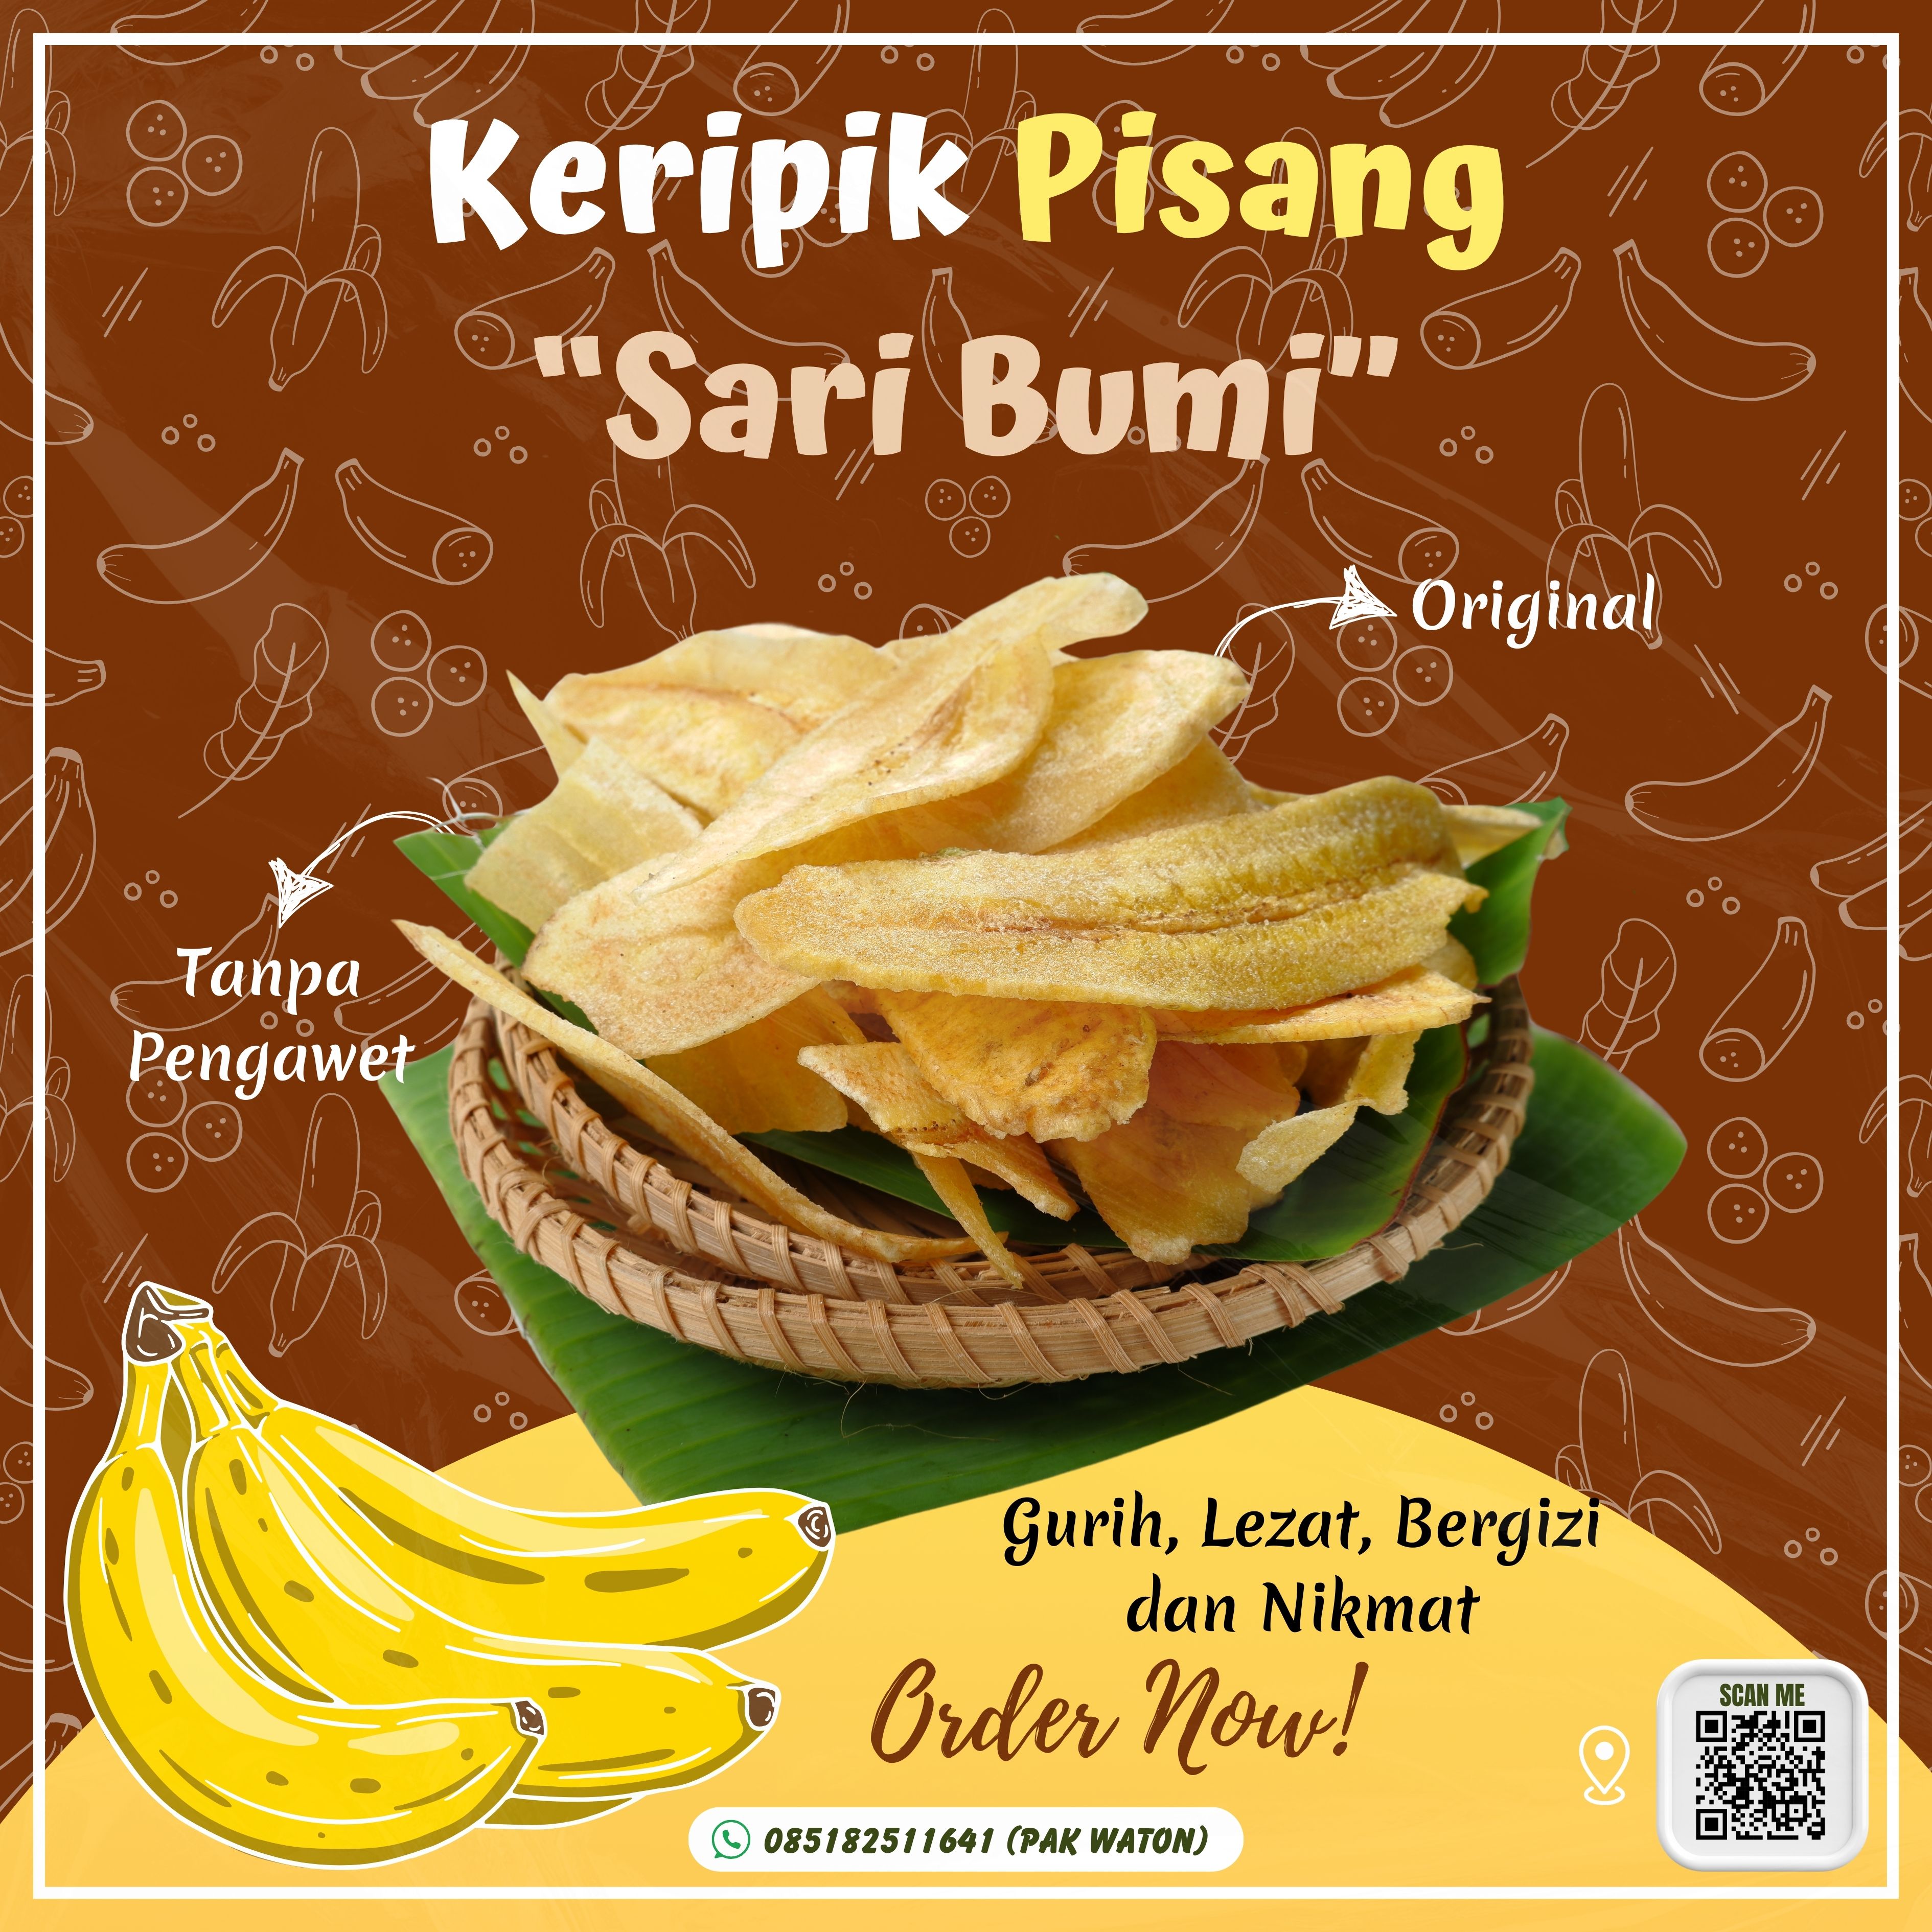 Keripik Pisang
"Sari Bumi"
Original
Tanpa
Pengawet
Gurih, Lezat, Bergizi
dan Nikmat
Order Now!
085182511641 (PAK WATON)
SCAN ME